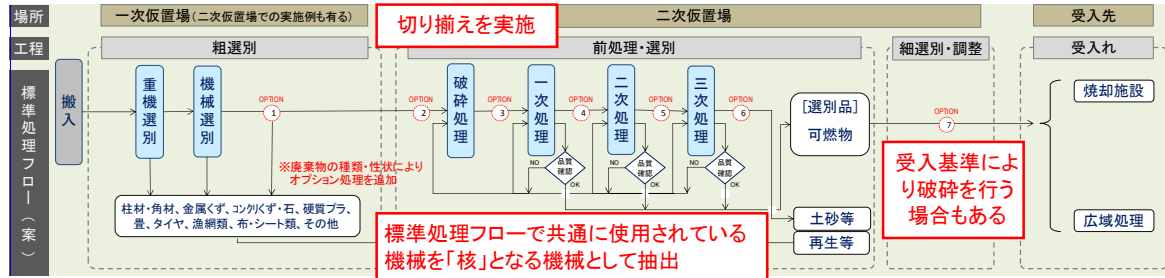 場所
一次仮置場(二次仮置場での実施例も有る)
二次仮置場
受入先
切り揃えを実施
工程
粗選別
前処理・選別
細選別・調整
受入れ
標準処理フロー（案）
搬入
重機選別
機械選別
OPTION
1
OPTION
2
破砕処理
OPTION
3
一次処理
OPTION
4
二次処理
OPTION
5
三次処理
OPTION
6
[選別品]
可燃物
OPTION
7
焼却施設
広域処理
NO
品質
確認
OK
NO
品質
確認
OK
NO
品質
確認
OK
※廃棄物の種類・性状により
オプション処理を追加
柱材・角材、金属くず、コンクリくず・石、硬質プラ、
畳、タイヤ、漁網類、布・シート類、その他
土砂等
再生等
標準処理フローで共通に使用されている
機械を「核」となる機械として抽出
受入基準によ
り破砕を行う
場合もある